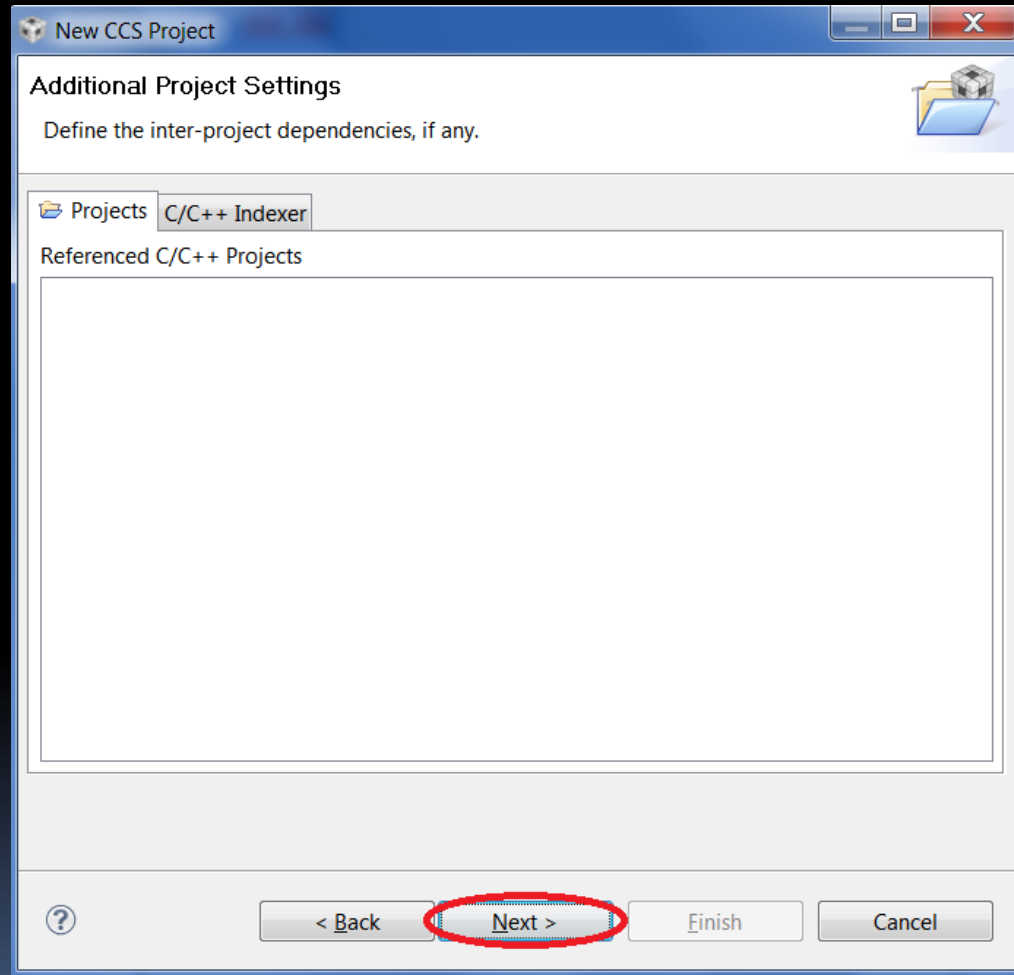 New CCS Project
Additional Project Settings
Define the inter-project dependencies, if any.
Projects C/C++ Indexer
Referenced C/C++ Projects
< Back Next > Finish Cancel